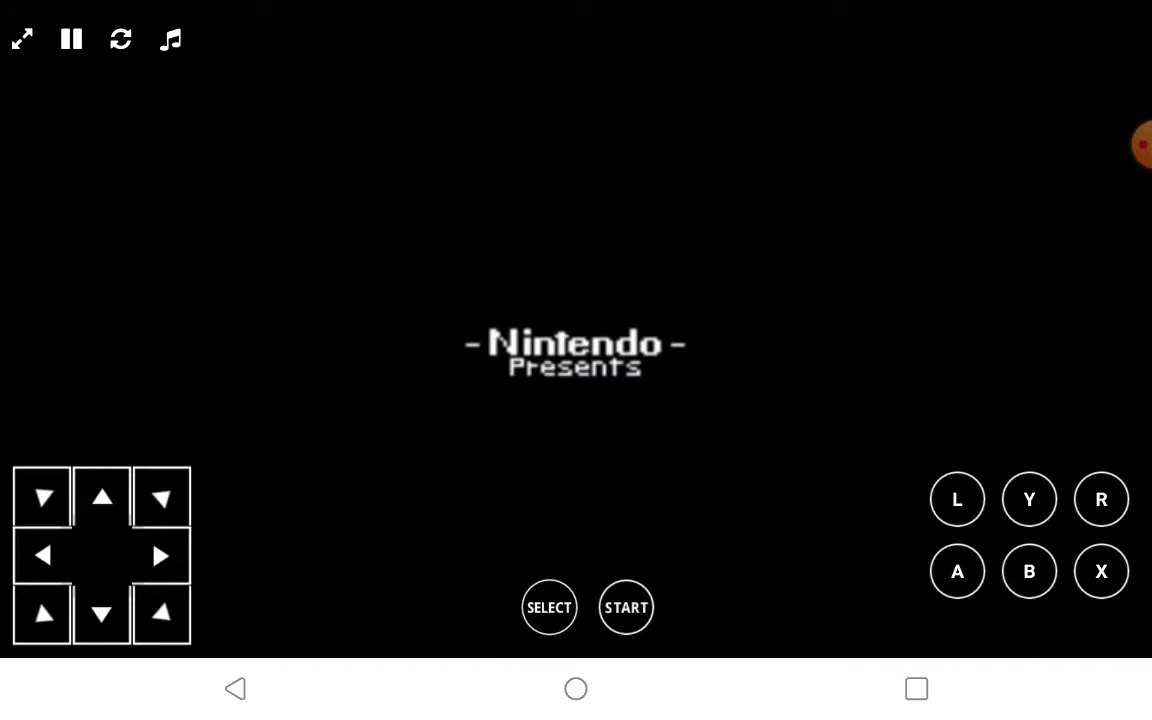 - Nintendo -
Presents
L Y R
A B X
SELECT START